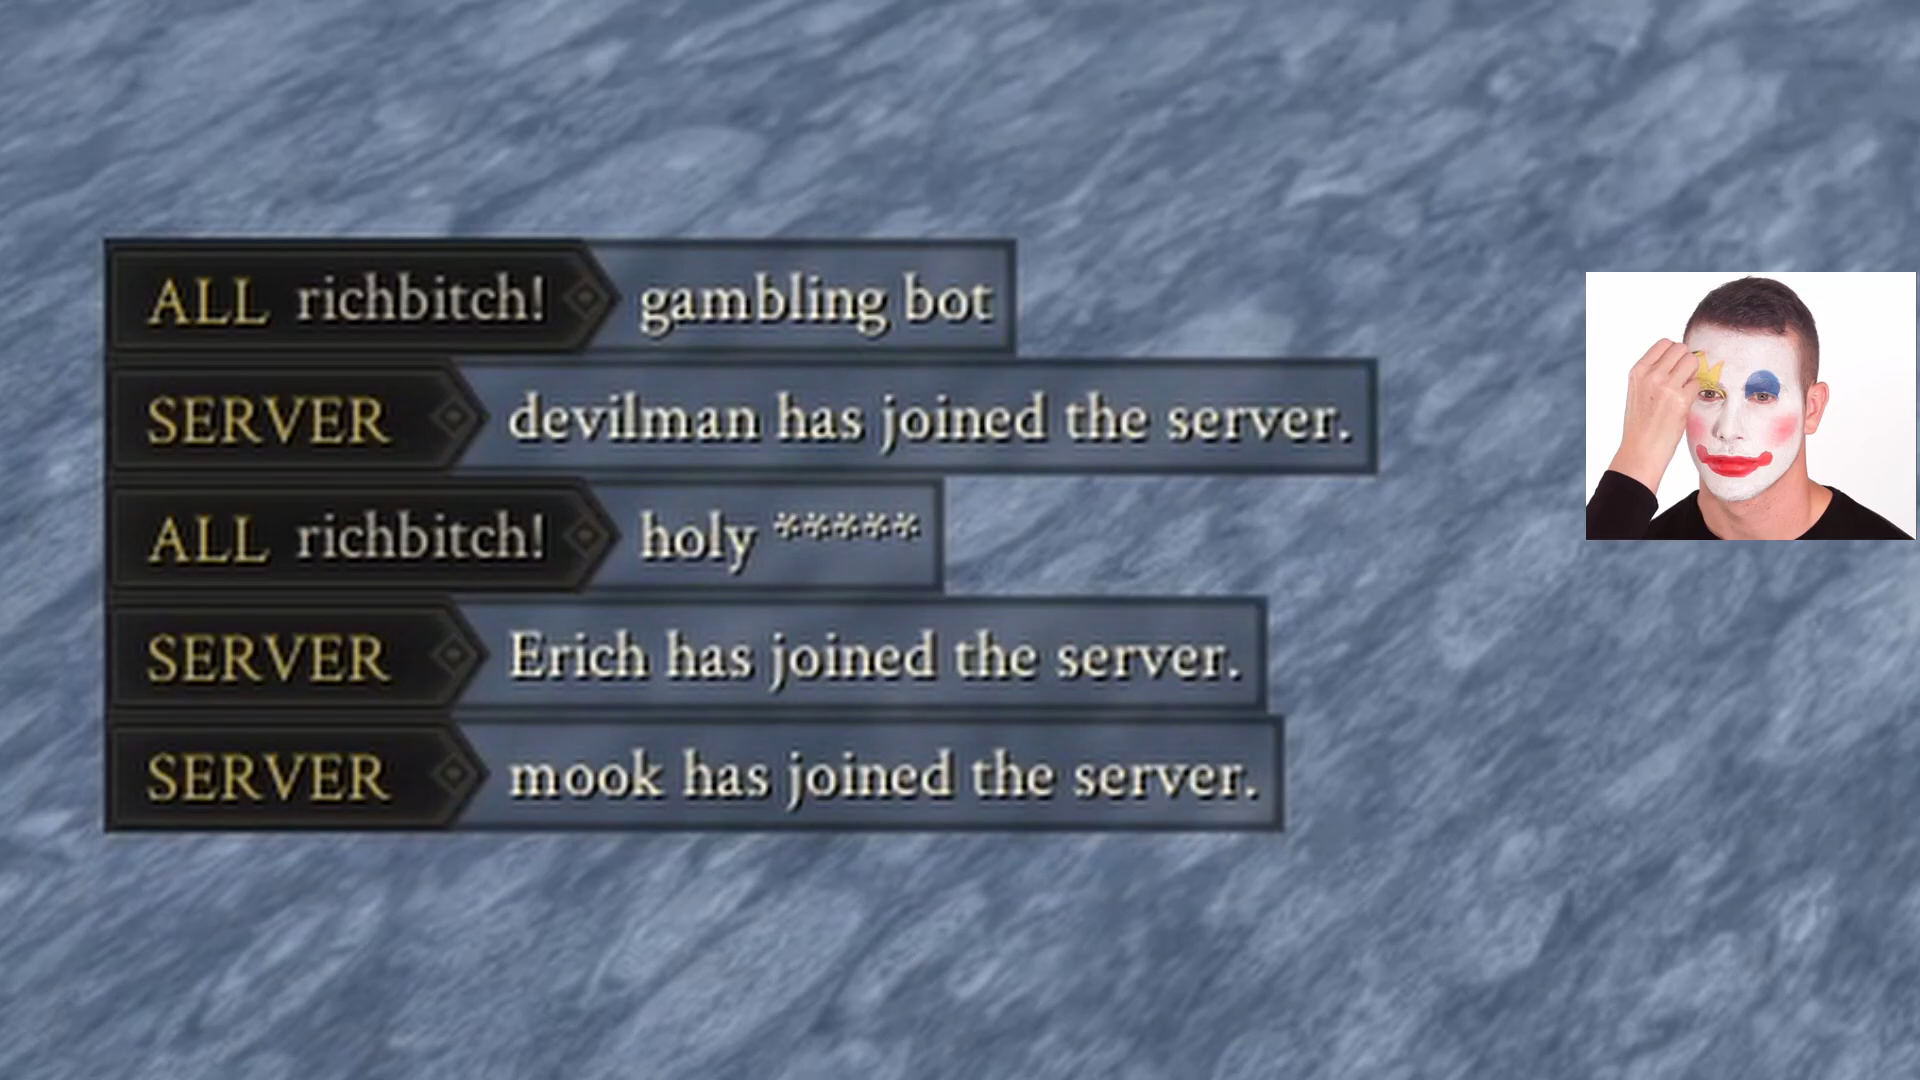 ALL richbitch! gambling bot
SERVER devilman has joined the server.
ALL richbitch! holy *****
SERVER Erich has joined the server.
SERVER mook has joined the server.